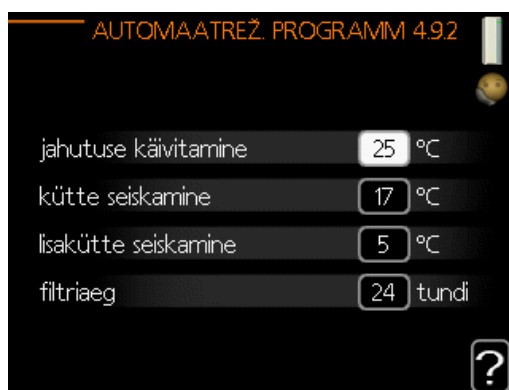 AUTOMAATREŽ. PROGRAMM 4.9.2
jahutuse käivitamine 25 °C
kütte seiskamine 17 °C
lisakütte seiskamine 5 °C
filtriaeg 24 tundi
?